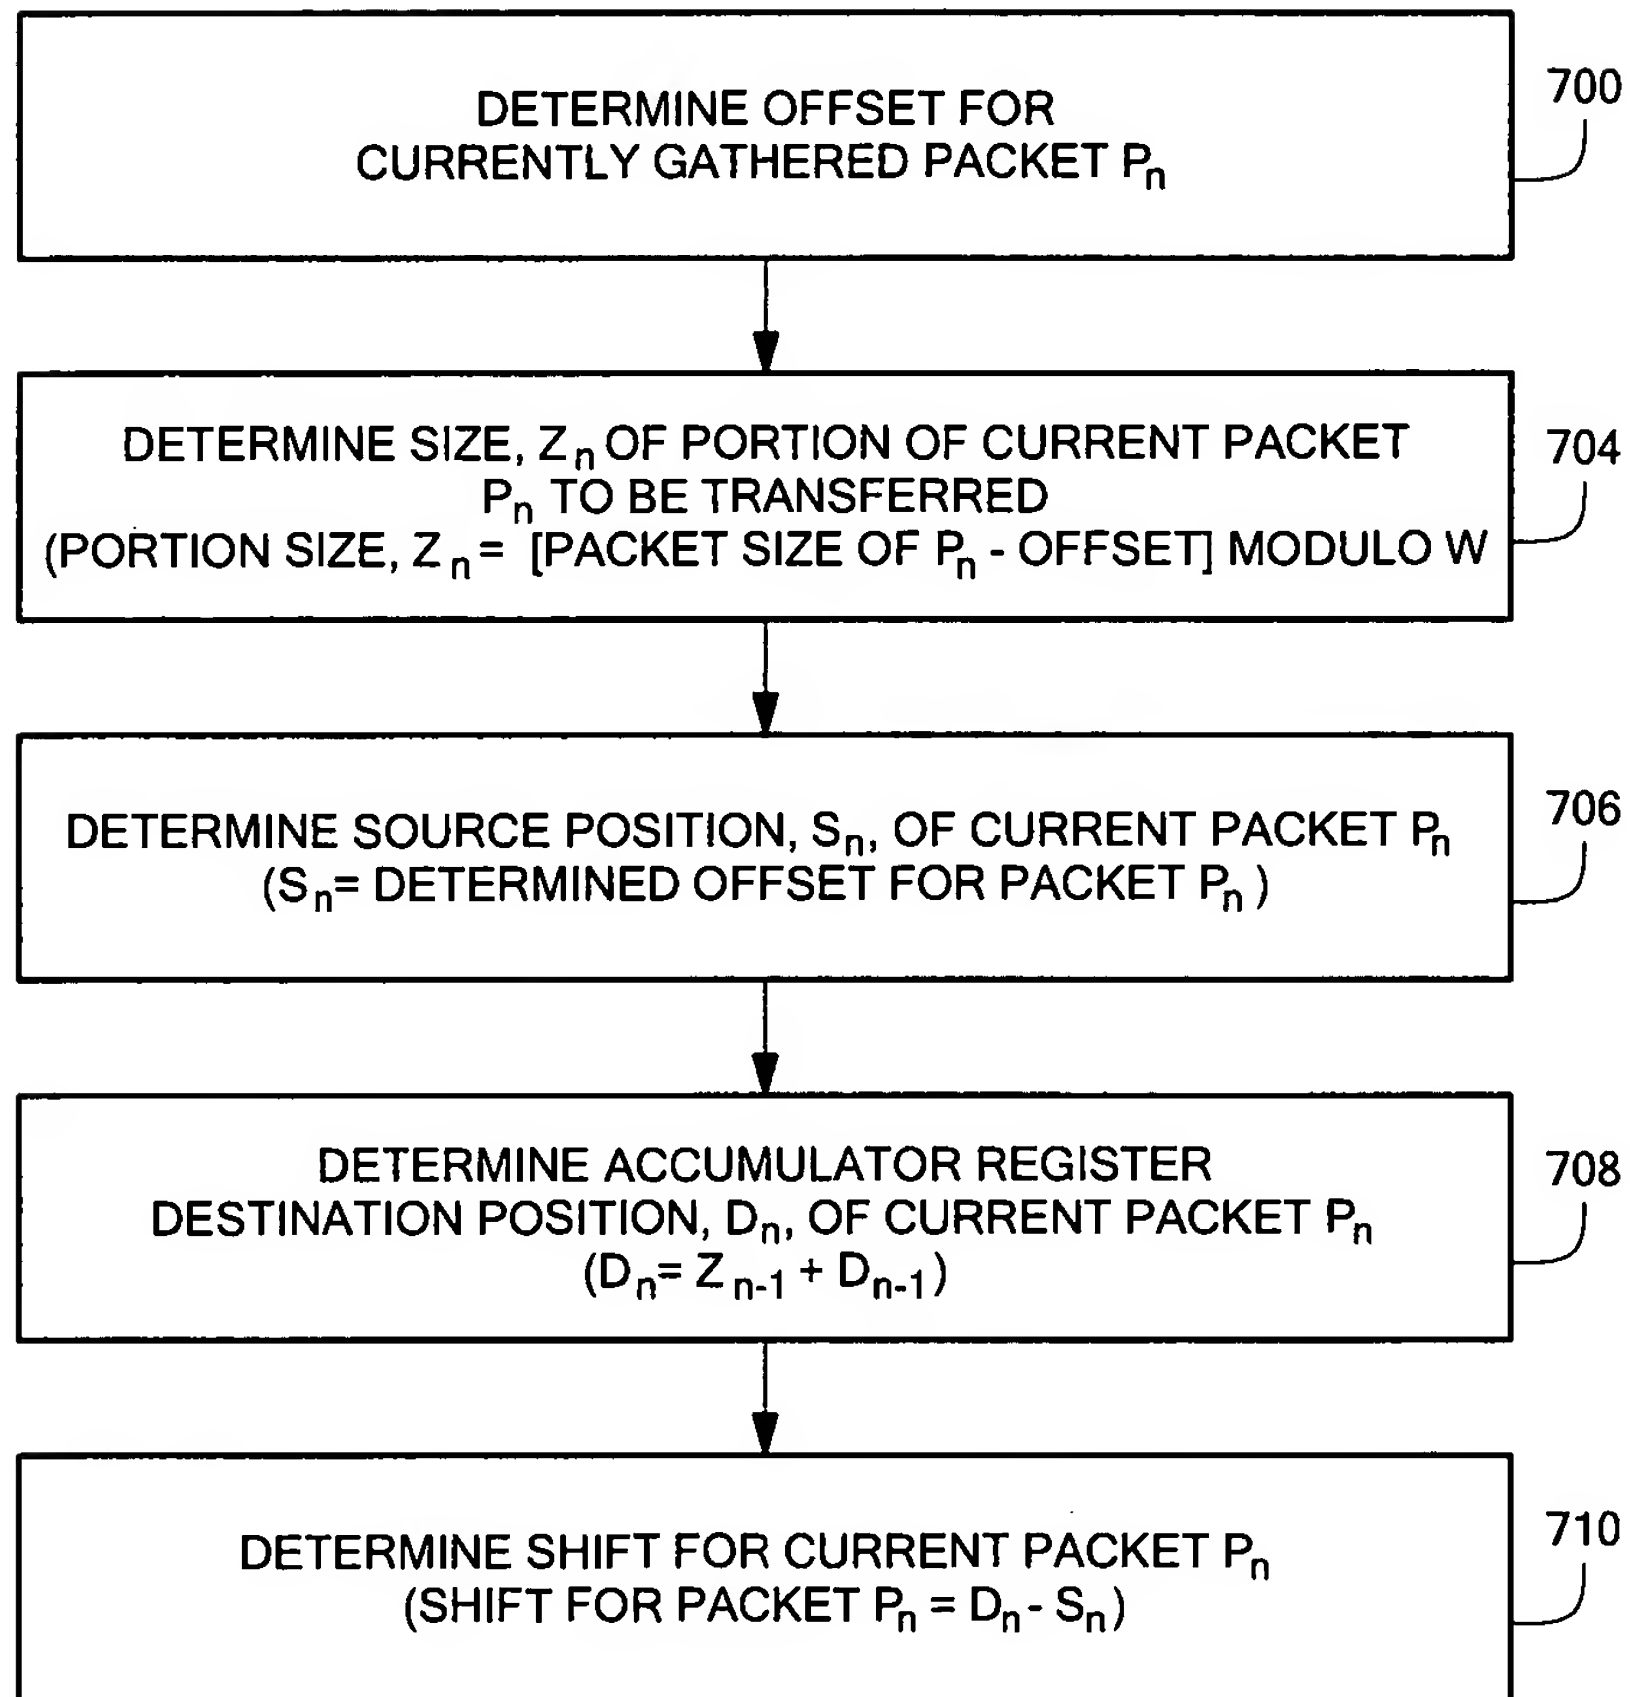 DETERMINE OFFSET FOR
CURRENTLY GATHERED PACKET Pn
700
DETERMINE SIZE, Zn OF PORTION OF CURRENT PACKET
Pn TO BE TRANSFERRED
(PORTION SIZE, Zn = [PACKET SIZE OF Pn - OFFSET] MODULO W
704
DETERMINE SOURCE POSITION, Sn, OF CURRENT PACKET Pn
(Sn= DETERMINED OFFSET FOR PACKET Pn )
706
DETERMINE ACCUMULATOR REGISTER
DESTINATION POSITION, Dn, OF CURRENT PACKET Pn
(Dn= Zn-1 + Dn-1)
708
DETERMINE SHIFT FOR CURRENT PACKET Pn
(SHIFT FOR PACKET Pn = Dn - Sn)
710